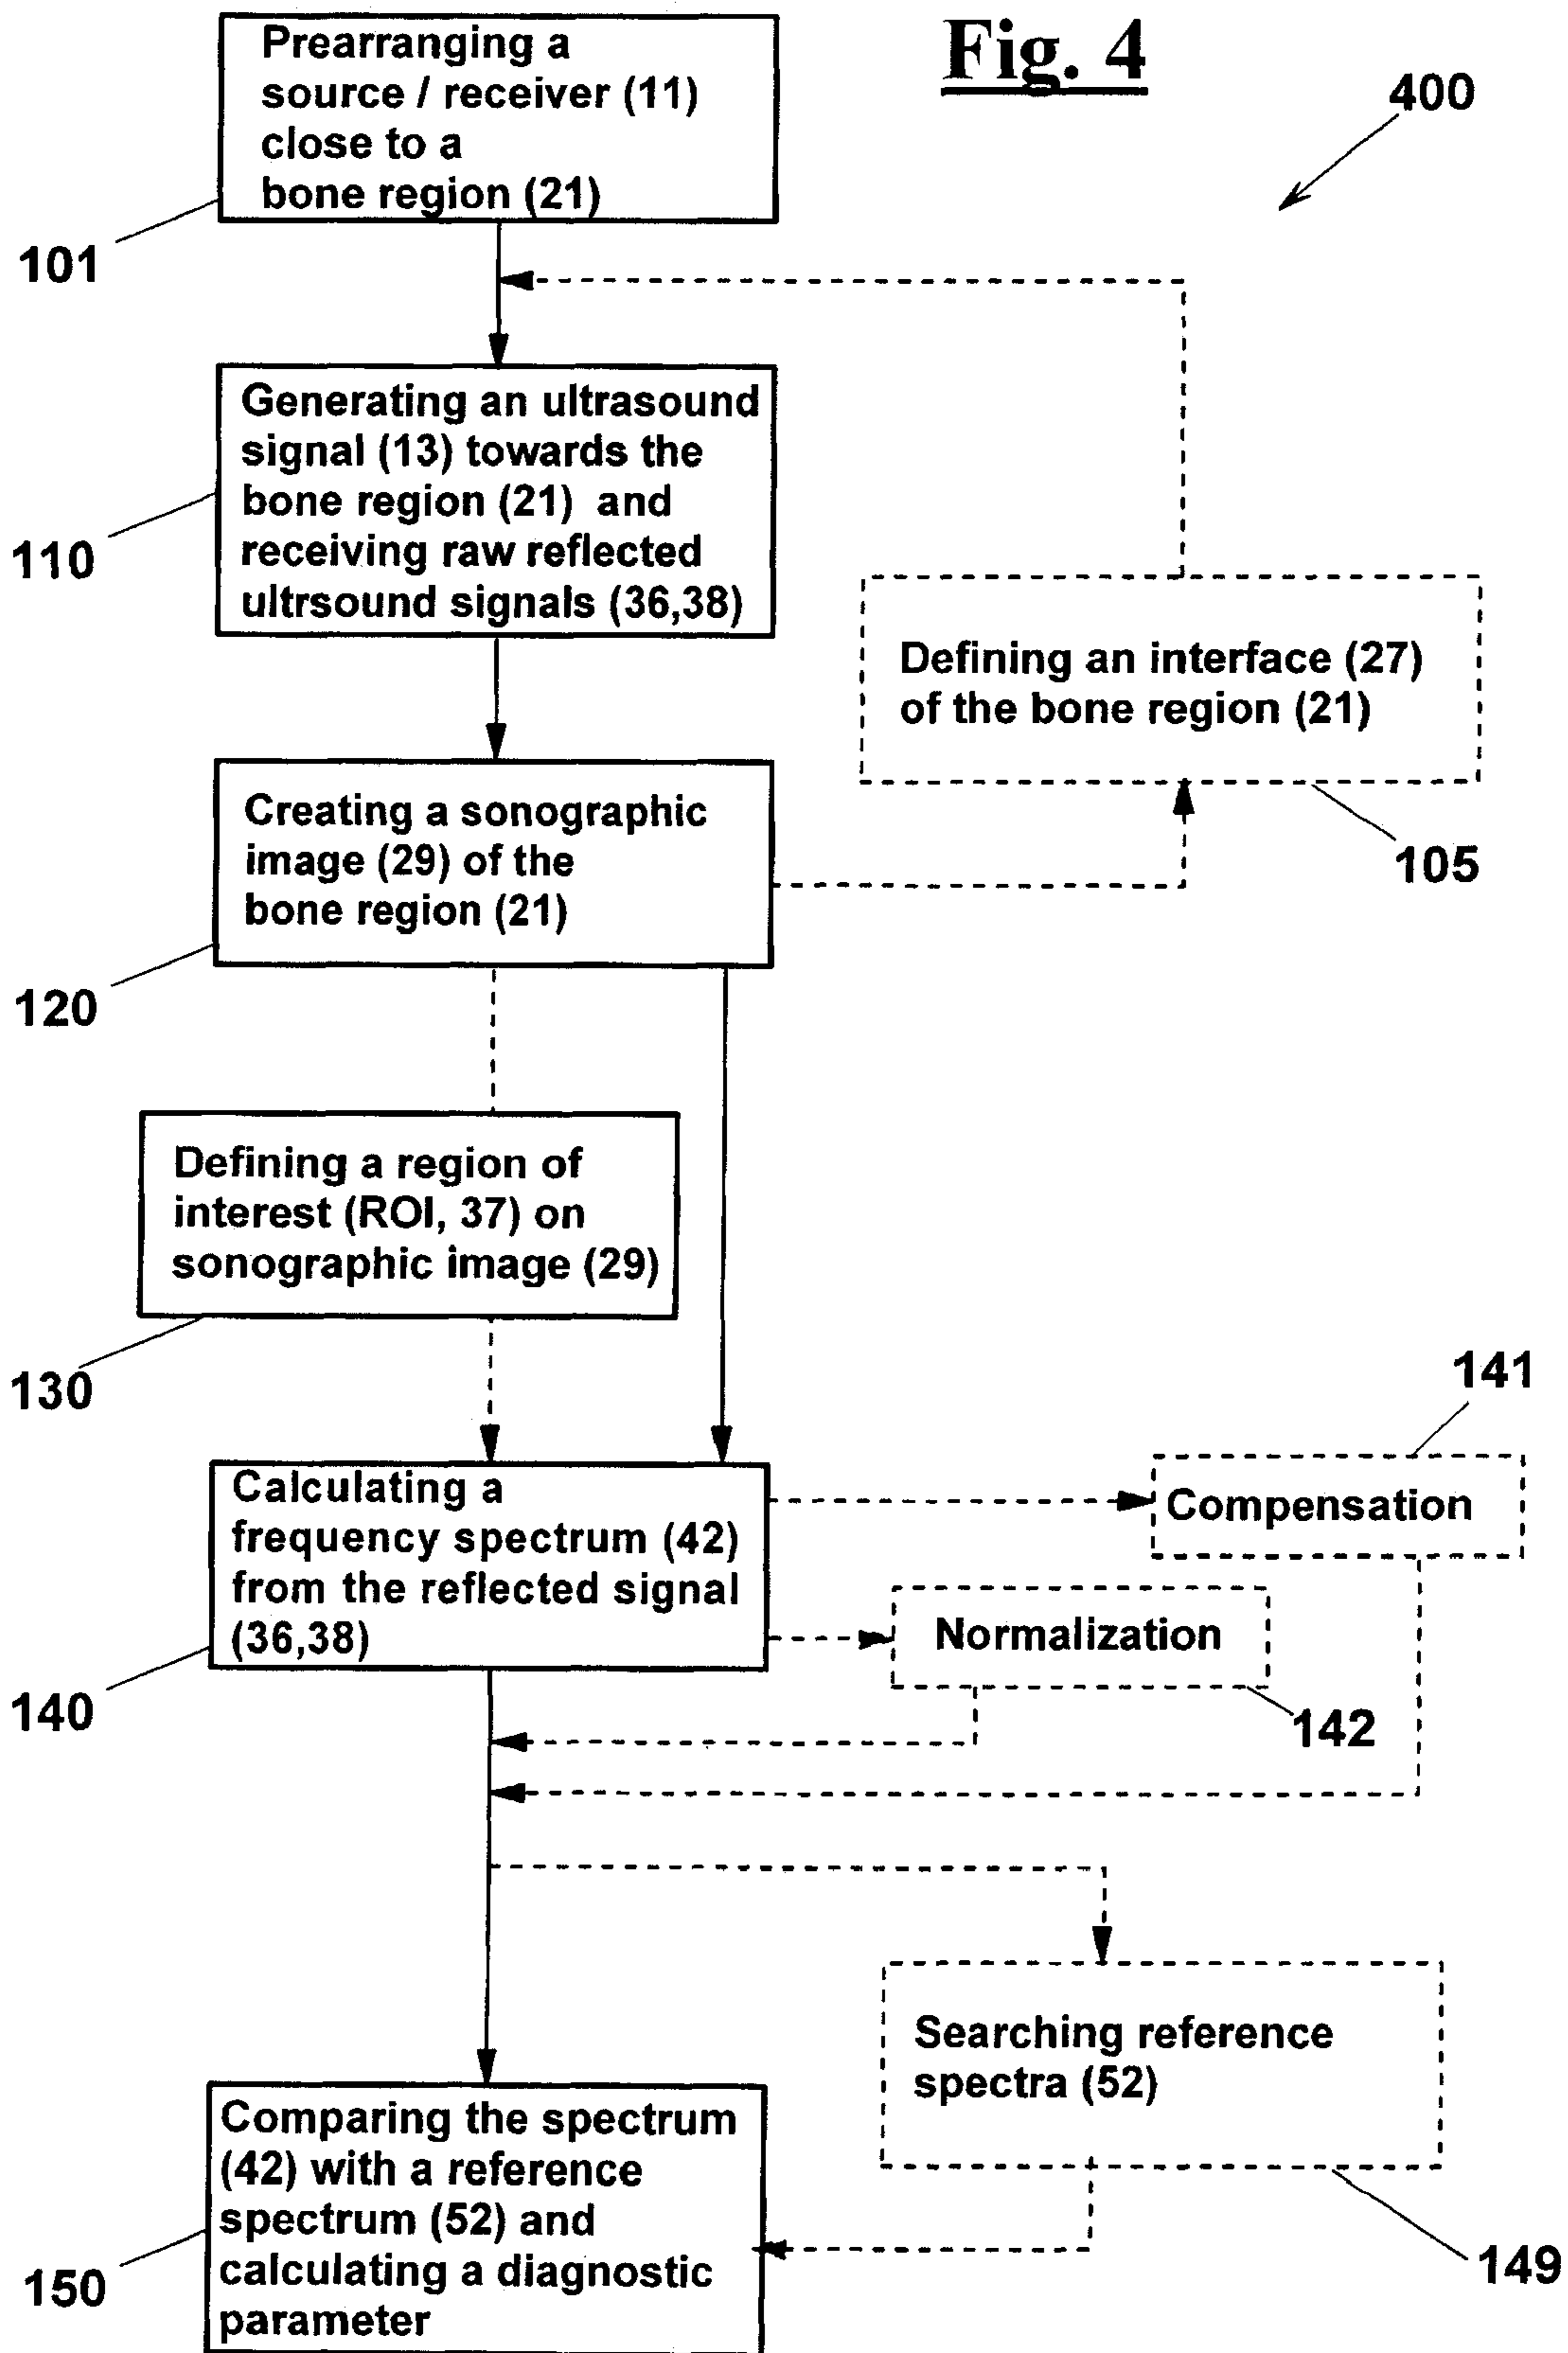 Fig. 4
400
Prearranging a
source / receiver (11)
close to a
bone region (21)
101
Generating an ultrasound
signal (13) towards the
bone region (21) and
receiving raw reflected
ultrsound signals (36,38)
110
Defining an interface (27)
of the bone region (21)
105
Creating a sonographic
image (29) of the
bone region (21)
120
Defining a region of
interest (ROI, 37) on
sonographic image (29)
130
141
Compensation
Calculating a
frequency spectrum (42)
from the reflected signal
(36,38)
140
Normalization
142
Searching reference
spectra (52)
149
Comparing the spectrum
(42) with a reference
spectrum (52) and
calculating a diagnostic
parameter
150